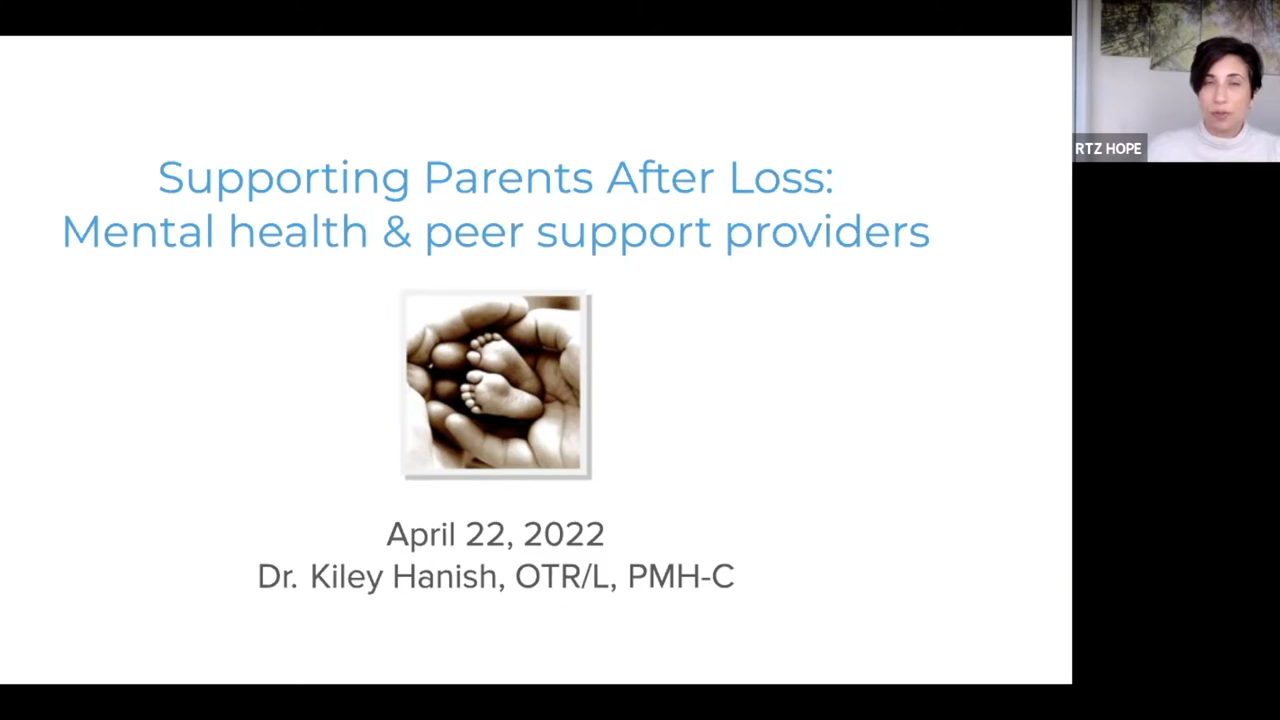 Supporting Parents After Loss:
Mental health & peer support providers
April 22, 2022
Dr. Kiley Hanish, OTR/L, PMH-C
RTZ HOPE